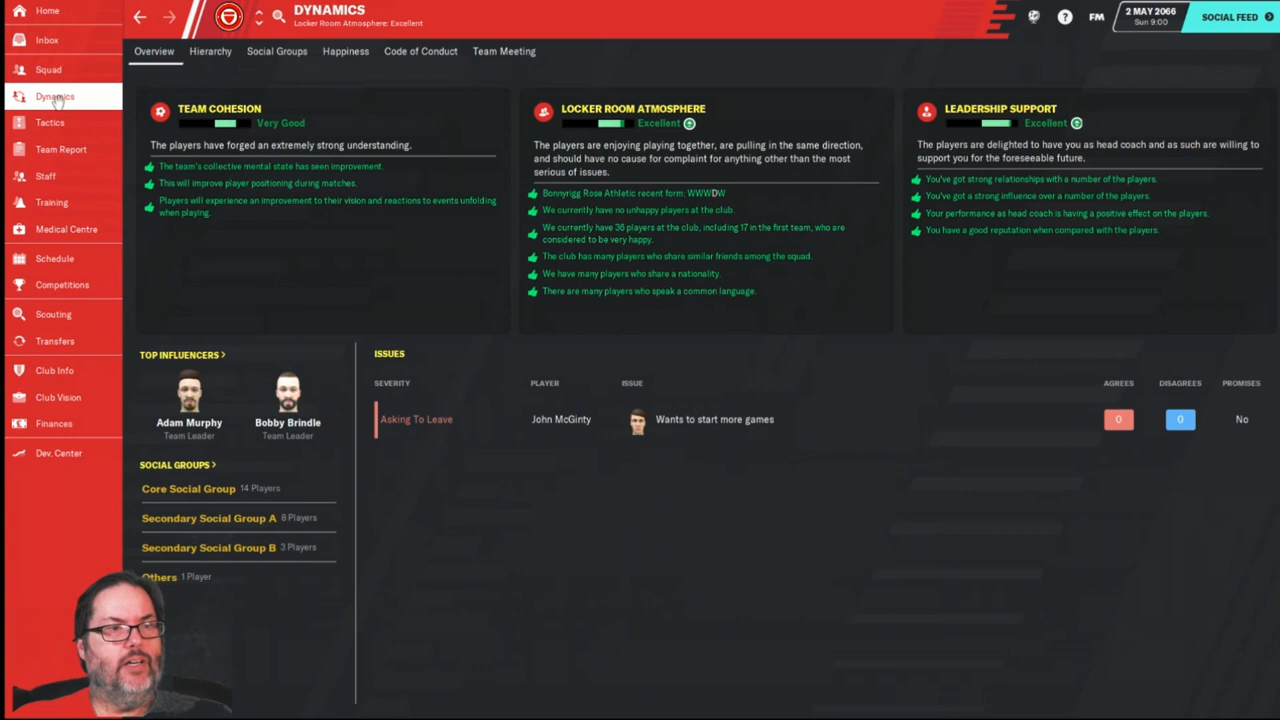 Home
Inbox
Squad
Dynamics
Tactics
Team Report
Staff
Training
Medical Centre
Schedule
Competitions
Scouting
Transfers
Club Info
Club Vision
Finances
Dev. Center
DYNAMICS
Locker Room Atmosphere: Excellent
?
FM
2 MAY 2066
Sun 9:00
SOCIAL FEED
Overview
Hierarchy
Social Groups
Happiness
Code of Conduct
Team Meeting
TEAM COHESION
Very Good
The players have forged an extremely strong understanding.
The team's collective mental state has seen improvement.
This will improve player positioning during matches.
Players will experience an improvement to their vision and reactions to events unfolding
when playing.
LOCKER ROOM ATMOSPHERE
Excellent
The players are enjoying playing together, are pulling in the same direction,
and should have no cause for complaint for anything other than the most
serious of issues.
Bonnyrigg Rose Athletic recent form: WWWDW
We currently have no unhappy players at the club.
We currently have 36 players at the club, including 17 in the first team, who are
considered to be very happy.
The club has many players who share similar friends among the squad.
We have many players who share a nationality.
There are many players who speak a common language.
LEADERSHIP SUPPORT
Excellent
The players are delighted to have you as head coach and as such are willing to
support you for the foreseeable future.
You've got strong relationships with a number of the players.
You've got a strong influence over a number of the players.
Your performance as head coach is having a positive effect on the players.
You have a good reputation when compared with the players.
TOP INFLUENCERS >
Adam Murphy
Team Leader
Bobby Brindle
Team Leader
SOCIAL GROUPS >
Core Social Group 14 Players
Secondary Social Group A 8 Players
Secondary Social Group B 3 Players
Others 1 Player
ISSUES
SEVERITY
PLAYER
ISSUE
AGREES
DISAGREES
PROMISES
Asking To Leave
John McGinty
Wants to start more games
0
0
No